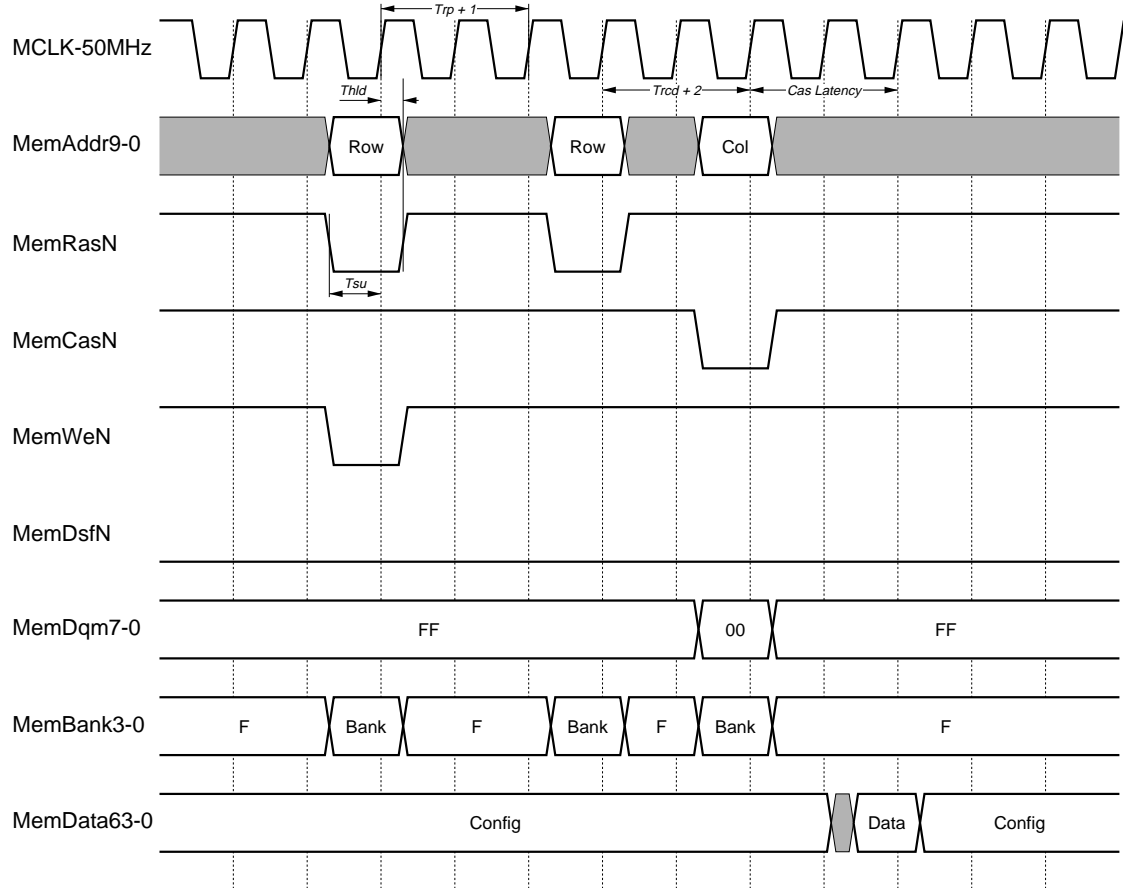 Trp + 1
MCLK-50MHz
Thld
Trcd + 2
Cas Latency
MemAddr9-0
Row
Row
Col
MemRasN
Tsu
MemCasN
MemWeN
MemDsfN
MemDqm7-0
FF
00
FF
MemBank3-0
F
Bank
F
Bank
F
Bank
F
MemData63-0
Config
Data
Config